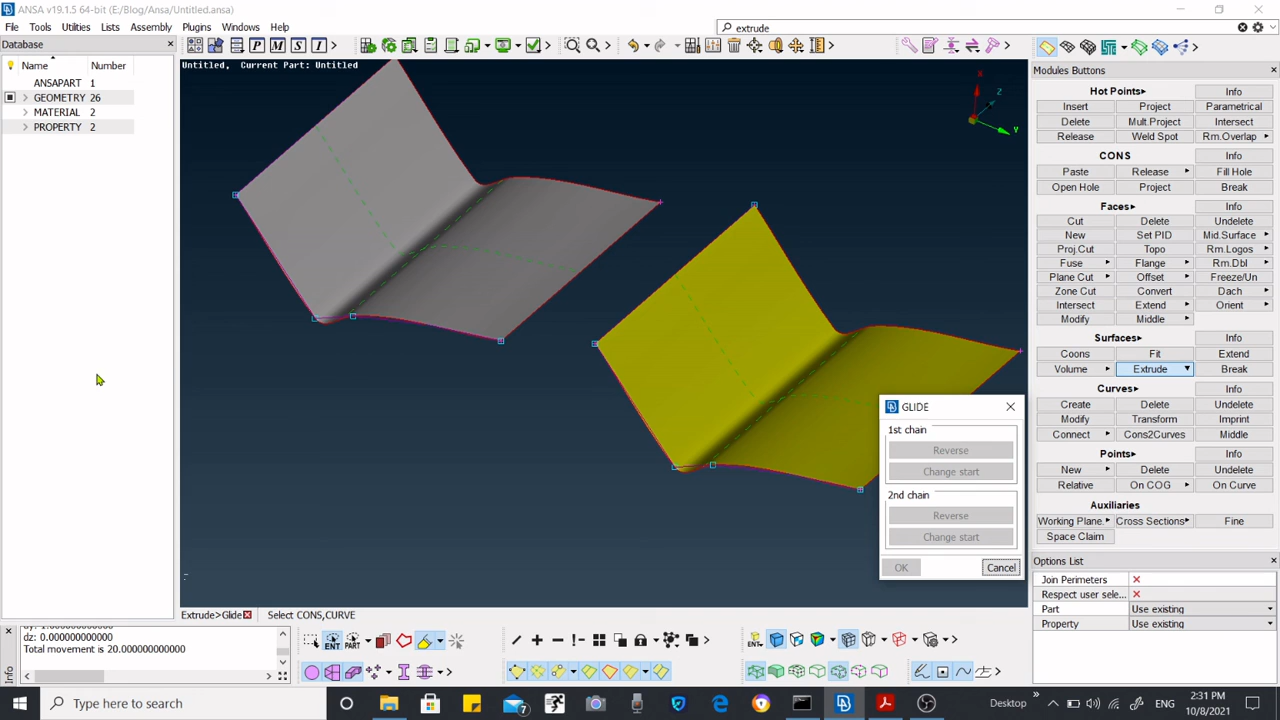 ANSA v19.1.5 64-bit (E:/Blog/Ansa/Untitled.ansa)
File Tools Utilities Lists Assembly Plugins Windows Help
extrude
Database
Name Number
ANSAPART 1
GEOMETRY 26
MATERIAL 2
PROPERTY 2
P M S I
Untitled, Current Part: Untitled
X Z Y
Modules Buttons
Hot Points Info
Insert Project Parametrical
Delete Mult Project Intersect
Release Weld Spot Rm.Overlap
CONS Info
Paste Release Fill Hole
Open Hole Project Break
Faces Info
Cut Delete Undelete
New Set PID Mid.Surface
Proj.Cut Topo Rm.Logos
Fuse Flange Rm.Dbl
Plane Cut Offset Freeze/Un
Zone Cut Convert Dach
Intersect Extend Orient
Modify Middle
Surfaces Info
Coons Fit Extend
Volume Extrude Break
Curves Info
Create Delete Undelete
Modify Transform Imprint
Connect Cons2Curves Middle
Points Info
New Delete Undelete
Relative On COG On Curve
Auxiliaries
Working Plane. Cross Sections Fine
Space Claim
Options List
Join Perimeters
Respect user sele...
Part Use existing
Property Use existing
GLIDE
1st chain
Reverse
Change start
2nd chain
Reverse
Change start
OK Cancel
Extrude>Glide Select CONS,CURVE
dz: 0.000000000000
Total movement is 20.000000000000
Info
ENT PART
ENT
Type here to search
7
Desktop
ENG
2:31 PM
10/8/2021